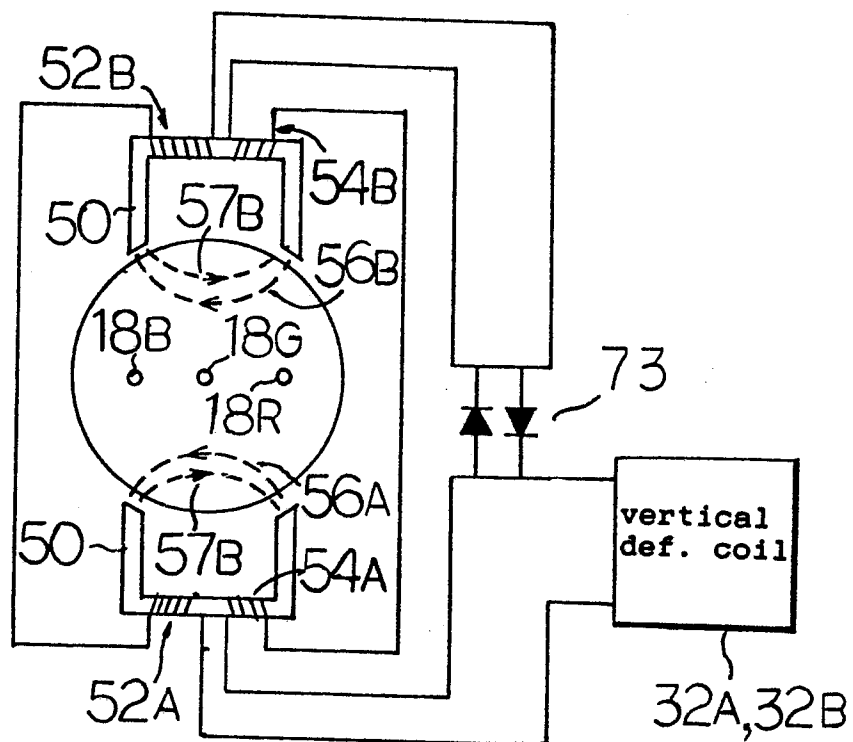 52B
54B
50
57B
56B
18B
18G
18R
73
56A
50
57B
54A
vertical
def. coil
52A
32A,32B